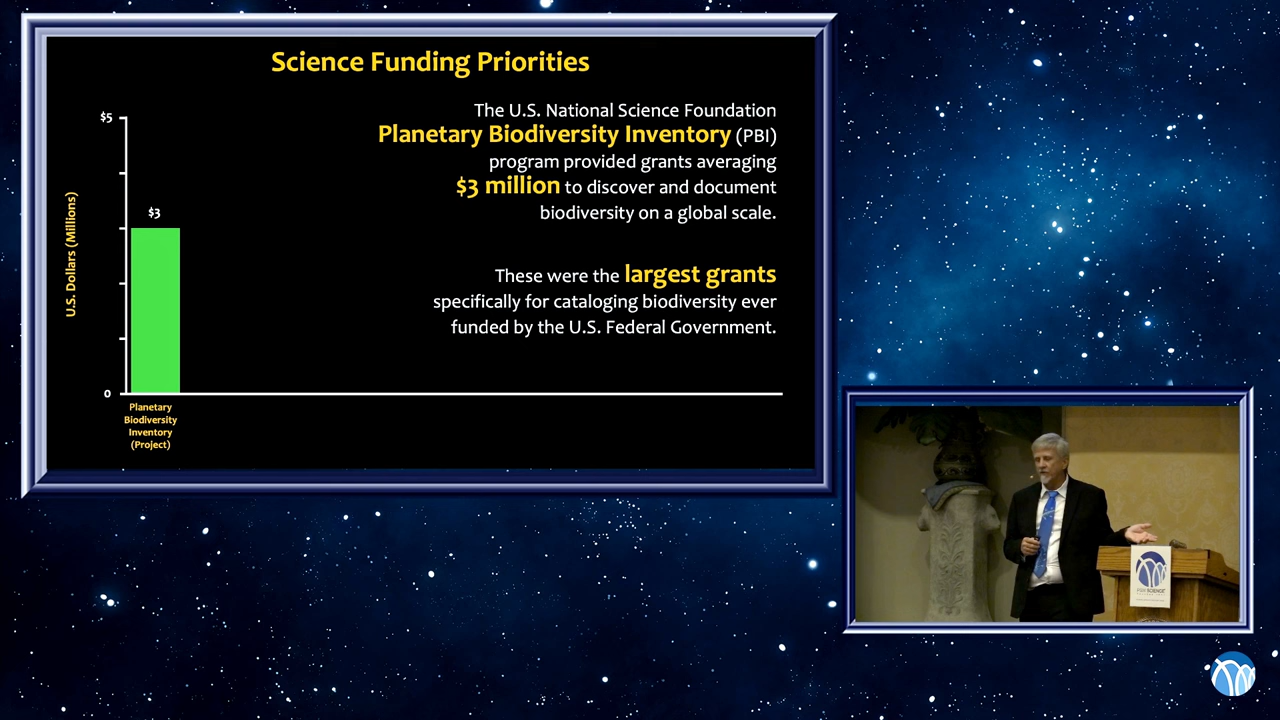 Science Funding Priorities
The U.S. National Science Foundation
Planetary Biodiversity Inventory (PBI)
program provided grants averaging
$3 million to discover and document
biodiversity on a global scale.
These were the largest grants
specifically for cataloging biodiversity ever
funded by the U.S. Federal Government.
$5
U.S. Dollars (Millions)
$3
0
Planetary
Biodiversity
Inventory
(Project)